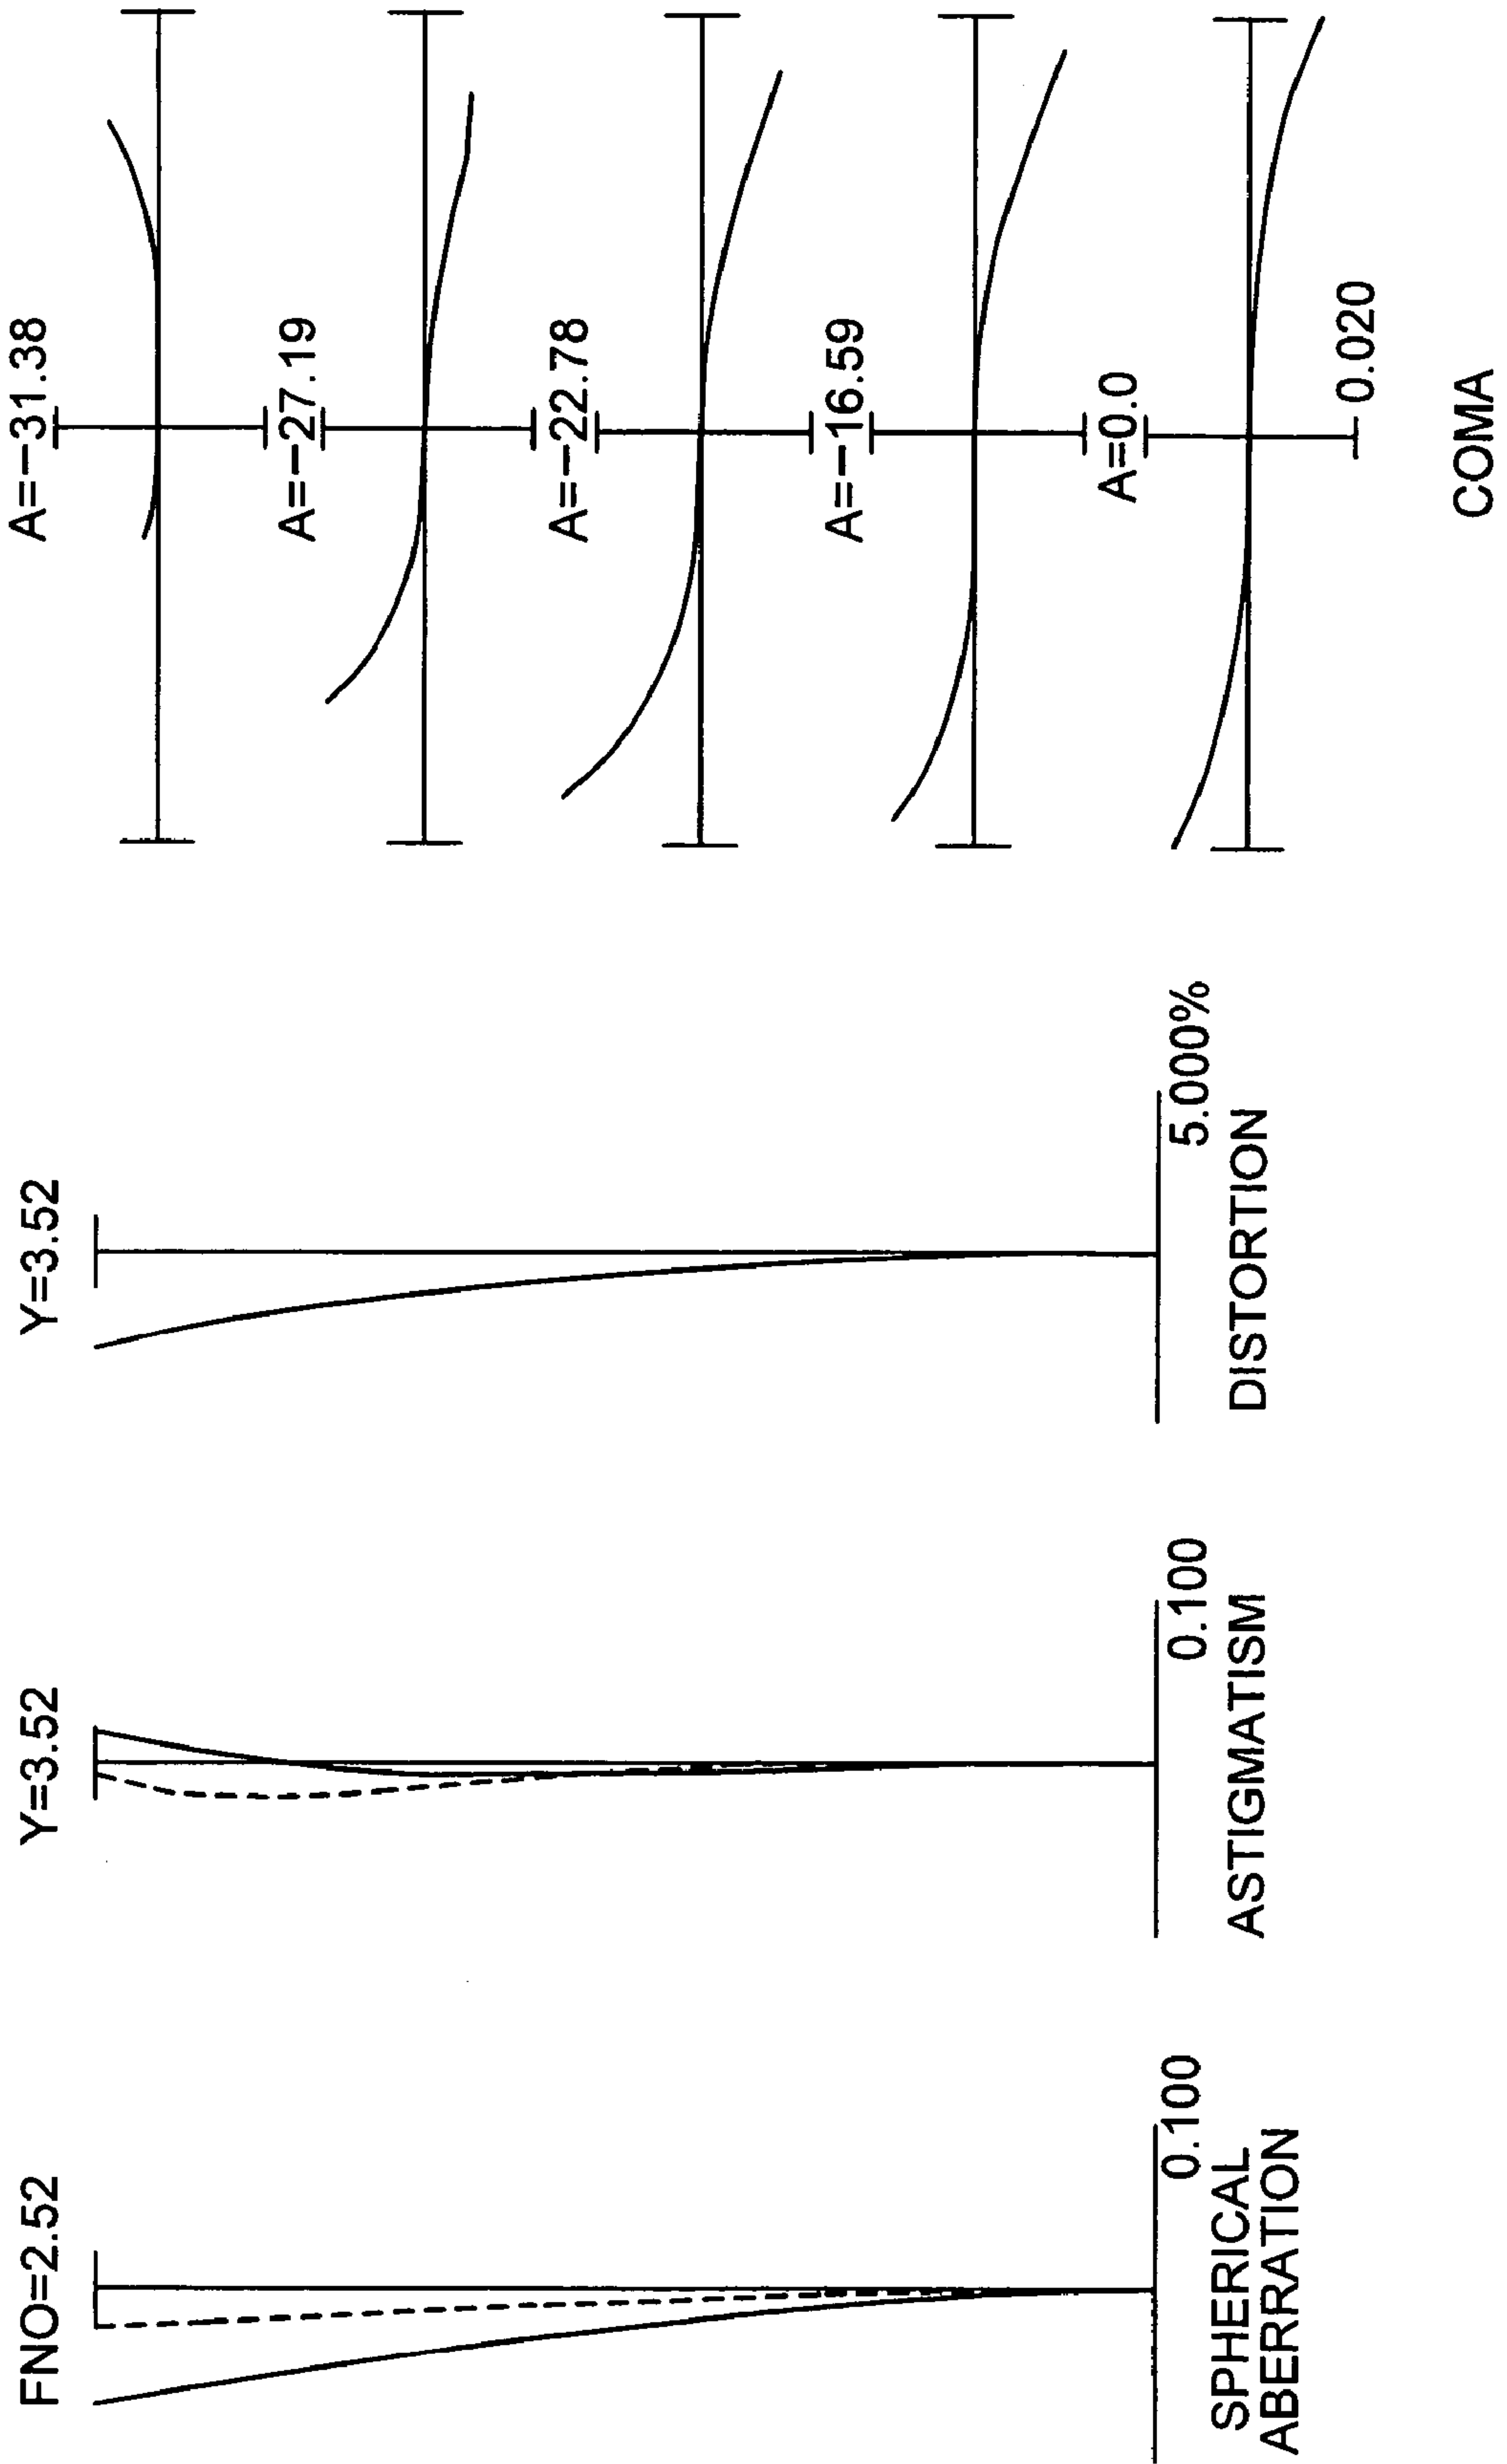 FNO=2.52
0.100
SPHERICAL
ABERRATION
Y=3.52
0.100
ASTIGMATISM
Y=3.52
5.000%
DISTORTION
A=-31.38
A=-27.19
A=-22.78
A=-16.59
A=0.0
0.020
COMA